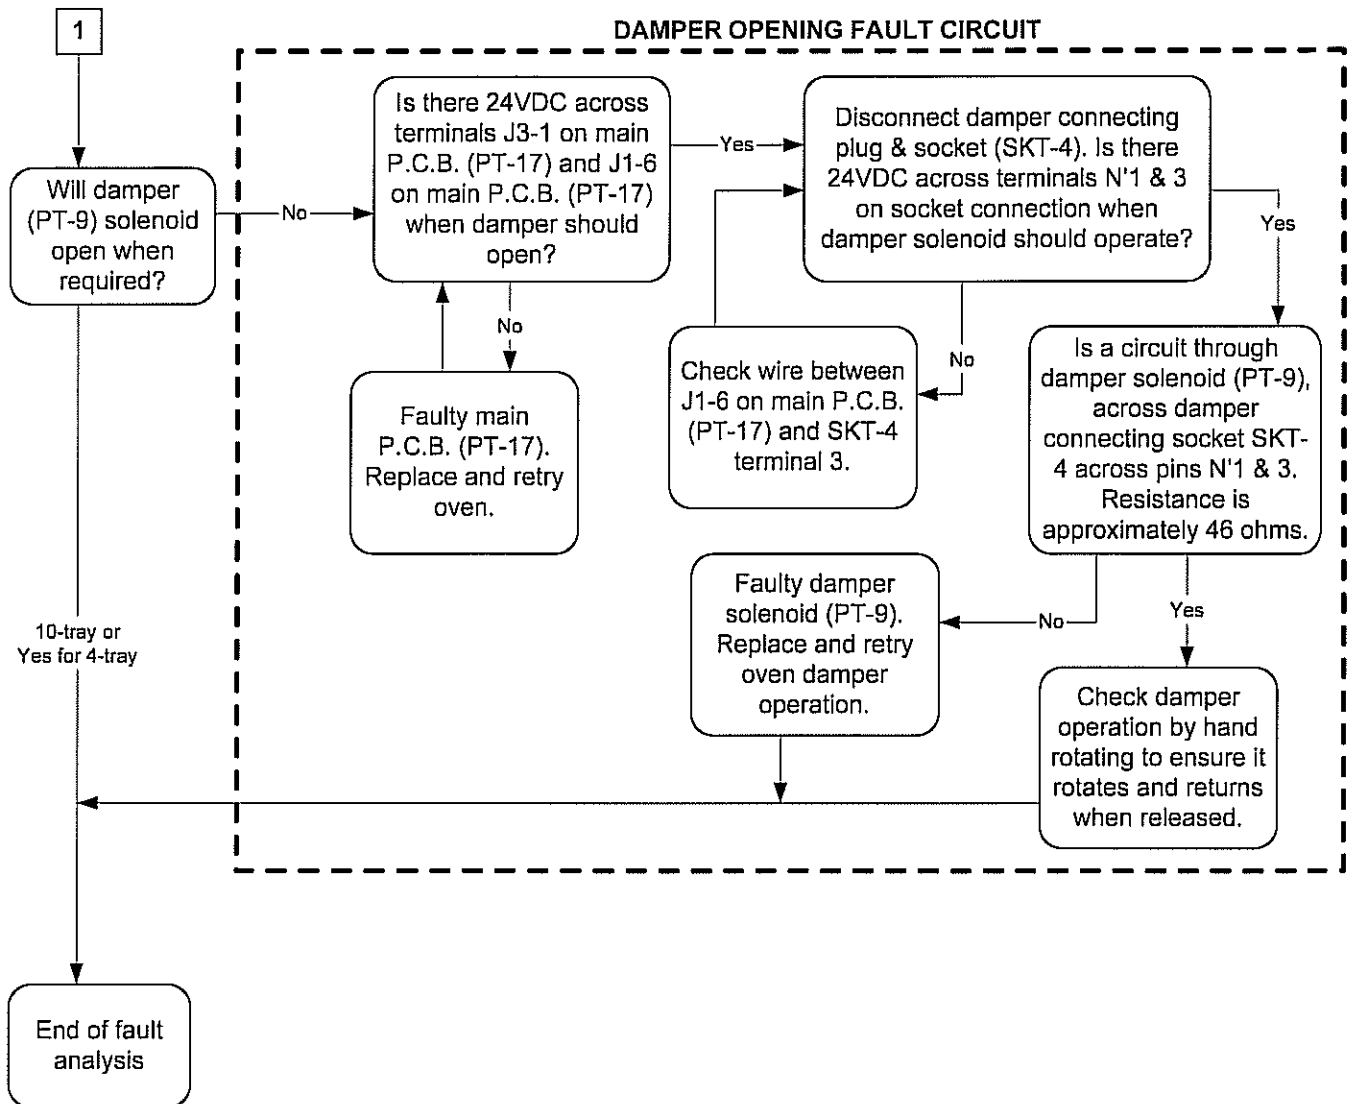 1
DAMPER OPENING FAULT CIRCUIT
Will damper
(PT-9) solenoid
open when
required?
No
Is there 24VDC across
terminals J3-1 on main
P.C.B. (PT-17) and J1-6
on main P.C.B. (PT-17)
when damper should
open?
Yes
Disconnect damper connecting
plug & socket (SKT-4). Is there
24VDC across terminals N'1 & 3
on socket connection when
damper solenoid should operate?
Yes
No
Faulty main
P.C.B. (PT-17).
Replace and retry
oven.
No
Check wire between
J1-6 on main P.C.B.
(PT-17) and SKT-4
terminal 3.
Is a circuit through
damper solenoid (PT-9),
across damper
connecting socket SKT-
4 across pins N'1 & 3.
Resistance is
approximately 46 ohms.
No
Yes
Faulty damper
solenoid (PT-9).
Replace and retry
oven damper
operation.
Check damper
operation by hand
rotating to ensure it
rotates and returns
when released.
10-tray or
Yes for 4-tray
End of fault
analysis